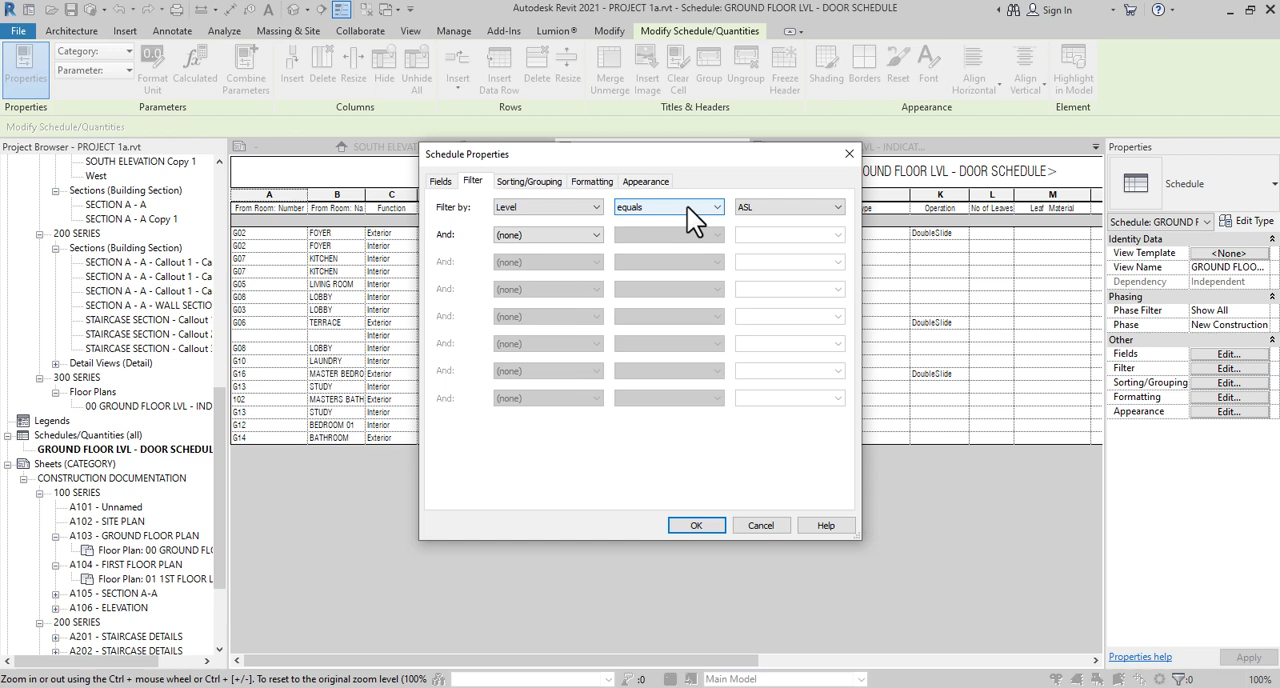 Autodesk Revit 2021 - PROJECT 1a.rvt - Schedule: GROUND FLOOR LVL - DOOR SCHEDULE
Sign In
File Architecture Insert Annotate Analyze Massing & Site Collaborate View Manage Add-Ins Lumion® Modify Modify Schedule/Quantities
Category:
Parameter:
Properties Format Unit Calculated Combine Parameters Insert Delete Resize Hide Unhide All Insert Insert Data Row Delete Resize Merge Unmerge Insert Image Clear Cell Group Ungroup Freeze Header Shading Borders Reset Font Align Horizontal Align Vertical Highlight in Model
Properties Parameters Columns Rows Titles & Headers Appearance Element
Modify Schedule/Quantities
Project Browser - PROJECT 1a.rvt
SOUTH ELEVATION Copy 1
West
Sections (Building Section)
SECTION A - A
SECTION A - A Copy 1
200 SERIES
Sections (Building Section)
SECTION A - A - Callout 1 - Ca
SECTION A - A - Callout 1 - Ca
SECTION A - A - WALL SECTIO
STAIRCASE SECTION - Callout
STAIRCASE SECTION - Callout
STAIRCASE SECTION - Callout
Detail Views (Detail)
300 SERIES
Floor Plans
00 GROUND FLOOR LVL - IND
Legends
Schedules/Quantities (all)
GROUND FLOOR LVL - DOOR SCHEDUL
Sheets (CATEGORY)
CONSTRUCTION DOCUMENTATION
100 SERIES
A101 - Unnamed
A102 - SITE PLAN
A103 - GROUND FLOOR PLAN
Floor Plan: 00 GROUND FL
A104 - FIRST FLOOR PLAN
Floor Plan: 01 1ST FLOOR L
A105 - SECTION A-A
A106 - ELEVATION
200 SERIES
A201 - STAIRCASE DETAILS
A202 - STAIRCASE DETAILS
SOUTH ELEV
LVL - INDICAT...
OUND FLOOR LVL - DOOR SCHEDULE>
A B C K L M
From Room: Number From Room: Na Function Operation No of Leaves Leaf Material
G02 FOYER Exterior DoubleSlide
G02 FOYER Interior
G07 KITCHEN Interior
G07 KITCHEN Exterior
G05 LIVING ROOM Interior
G08 LOBBY Interior
G03 LOBBY Interior
G06 TERRACE Exterior DoubleSlide
Interior
G08 LOBBY Interior
G10 LAUNDRY Interior
G16 MASTER BEDRO Exterior DoubleSlide
G13 STUDY Interior
102 MASTERS BATH Exterior
G13 STUDY Interior
G12 BEDROOM 01 Interior
G14 BATHROOM Exterior
Schedule Properties
Fields Filter Sorting/Grouping Formatting Appearance
Filter by: Level equals ASL
And: (none)
And: (none)
And: (none)
And: (none)
And: (none)
And: (none)
And: (none)
OK Cancel Help
Properties
Schedule
Schedule: GROUND F Edit Type
Identity Data
View Template <None>
View Name GROUND FLOO...
Dependency Independent
Phasing
Phase Filter Show All
Phase New Construction
Other
Fields Edit...
Filter Edit...
Sorting/Grouping Edit...
Formatting Edit...
Appearance Edit...
Properties help Apply
Zoom in or out using the Ctrl + mouse wheel or Ctrl + [+/-]. To reset to the original zoom level (100% :0 Main Model :0 100%